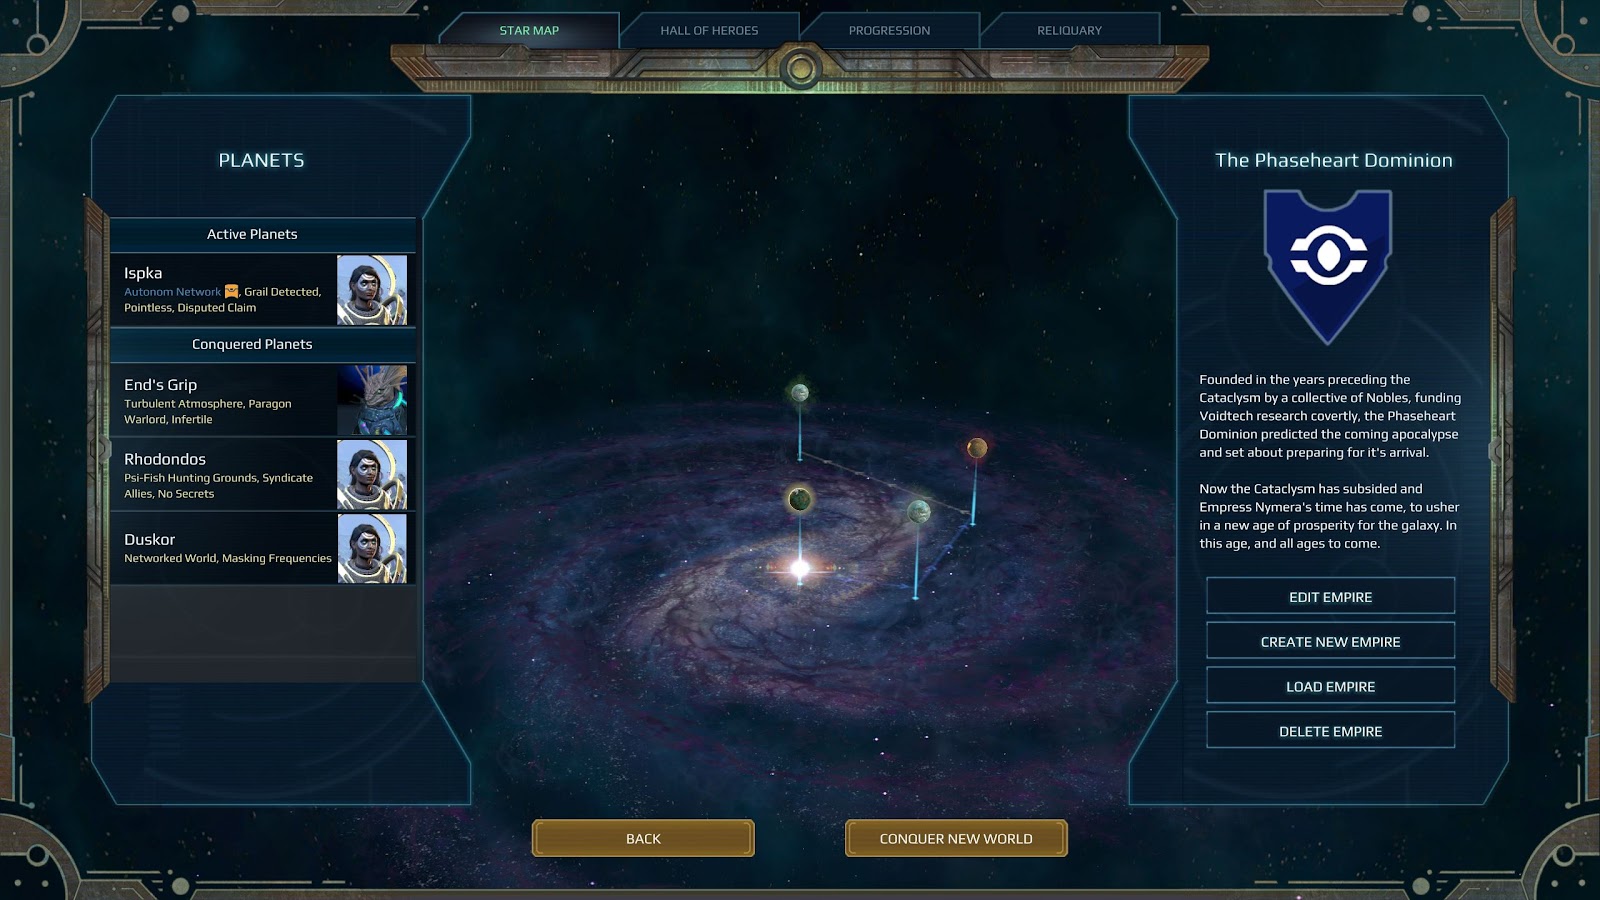 STAR MAP
HALL OF HEROES
PROGRESSION
RELIQUARY
PLANETS
Active Planets
Ispka
Autonom Network, Grail Detected,
Pointless, Disputed Claim
Conquered Planets
End's Grip
Turbulent Atmosphere, Paragon
Warlord, Infertile
Rhodondos
Psi-Fish Hunting Grounds, Syndicate
Allies, No Secrets
Duskor
Networked World, Masking Frequencies
The Phaseheart Dominion
Founded in the years preceding the
Cataclysm by a collective of Nobles, funding
Voidtech research covertly, the Phaseheart
Dominion predicted the coming apocalypse
and set about preparing for it's arrival.
Now the Cataclysm has subsided and
Empress Nymera's time has come, to usher
in a new age of prosperity for the galaxy. In
this age, and all ages to come.
EDIT EMPIRE
CREATE NEW EMPIRE
LOAD EMPIRE
DELETE EMPIRE
BACK
CONQUER NEW WORLD